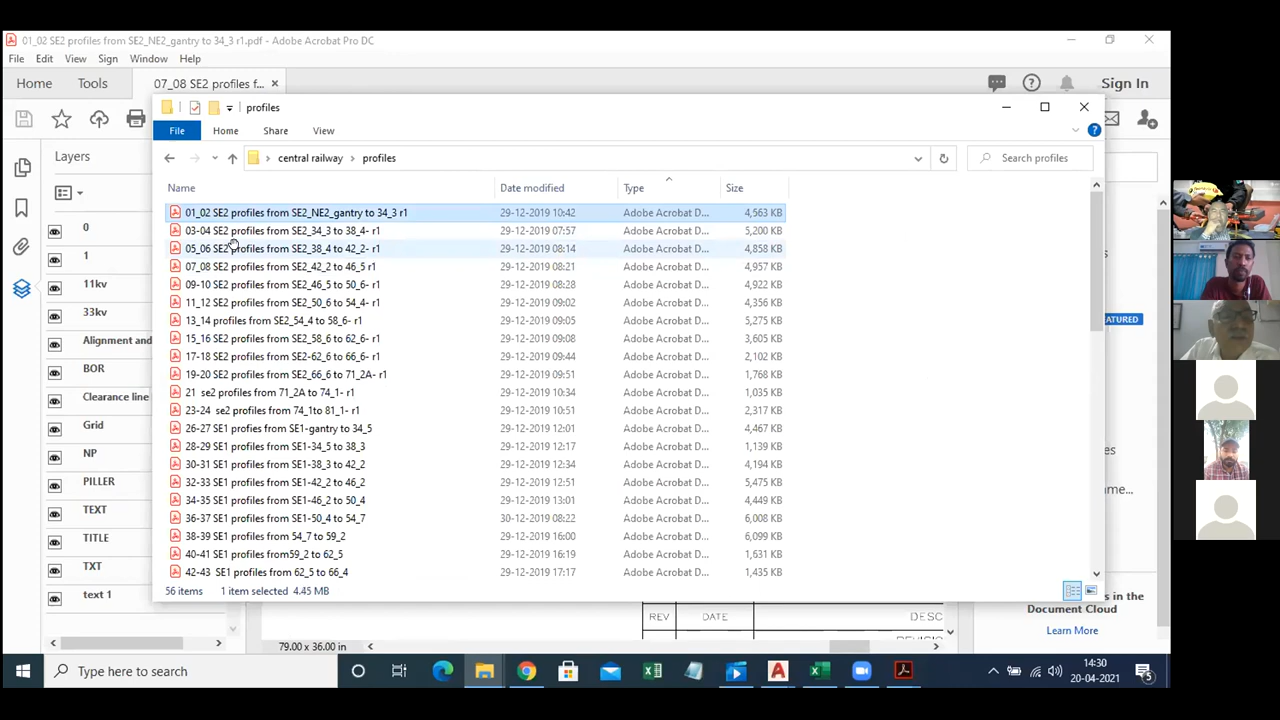 01_02 SE2 profiles from SE2_NE2_gantry to 34_3 r1.pdf - Adobe Acrobat Pro DC
File Edit View Sign Window Help
Home Tools 07_08 SE2 profiles f... × Sign In
profiles
File Home Share View
central railway > profiles Search profiles
Name Date modified Type Size
01_02 SE2 profiles from SE2_NE2_gantry to 34_3 r1 29-12-2019 10:42 Adobe Acrobat D... 4,563 KB
03-04 SE2 profiles from SE2_34_3 to 38_4- r1 29-12-2019 07:57 Adobe Acrobat D... 5,200 KB
05_06 SE2 profiles from SE2_38_4 to 42_2- r1 29-12-2019 08:14 Adobe Acrobat D... 4,858 KB
07_08 SE2 profiles from SE2_42_2 to 46_5 r1 29-12-2019 08:21 Adobe Acrobat D... 4,957 KB
09-10 SE2 profiles from SE2_46_5 to 50_6- r1 29-12-2019 08:28 Adobe Acrobat D... 4,922 KB
11_12 SE2 profiles from SE2_50_6 to 54_4- r1 29-12-2019 09:02 Adobe Acrobat D... 4,356 KB
13_14 profiles from SE2_54_4 to 58_6- r1 29-12-2019 09:05 Adobe Acrobat D... 5,275 KB
15_16 SE2 profiles from SE2_58_6 to 62_6- r1 29-12-2019 09:08 Adobe Acrobat D... 3,605 KB
17-18 SE2 profiles from SE2-62_6 to 66_6- r1 29-12-2019 09:44 Adobe Acrobat D... 2,102 KB
19-20 SE2 profiles from SE2_66_6 to 71_2A- r1 29-12-2019 09:51 Adobe Acrobat D... 1,768 KB
21 se2 profiles from 71_2A to 74_1- r1 29-12-2019 10:34 Adobe Acrobat D... 1,035 KB
23-24 se2 profiles from 74_1to 81_1- r1 29-12-2019 10:51 Adobe Acrobat D... 2,317 KB
26-27 SE1 profies from SE1-gantry to 34_5 29-12-2019 12:01 Adobe Acrobat D... 4,467 KB
28-29 SE1 profiles from SE1-34_5 to 38_3 29-12-2019 12:17 Adobe Acrobat D... 1,139 KB
30-31 SE1 profiles from SE1-38_3 to 42_2 29-12-2019 12:34 Adobe Acrobat D... 4,194 KB
32-33 SE1 profiles from SE1-42_2 to 46_2 29-12-2019 12:51 Adobe Acrobat D... 5,475 KB
34-35 SE1 profiles from SE1-46_2 to 50_4 29-12-2019 13:01 Adobe Acrobat D... 4,449 KB
36-37 SE1 profiles from SE1-50_4 to 54_7 30-12-2019 08:22 Adobe Acrobat D... 6,008 KB
38-39 SE1 profiles from 54_7 to 59_2 29-12-2019 16:00 Adobe Acrobat D... 6,099 KB
40-41 SE1 profiles from59_2 to 62_5 29-12-2019 16:19 Adobe Acrobat D... 1,631 KB
42-43 SE1 profiles from 62_5 to 66_4 29-12-2019 17:17 Adobe Acrobat D... 1,435 KB
56 items 1 item selected 4.45 MB
Layers
0
1
11kv
33kv
Alignment and
BOR
Clearance line
Grid
NP
PILLER
TEXT
TITLE
TXT
text 1
ATURED
es
me...
s in the
Document Cloud
Learn More
REV DATE DESC
79.00 x 36.00 in
Type here to search
14:30
20-04-2021
5